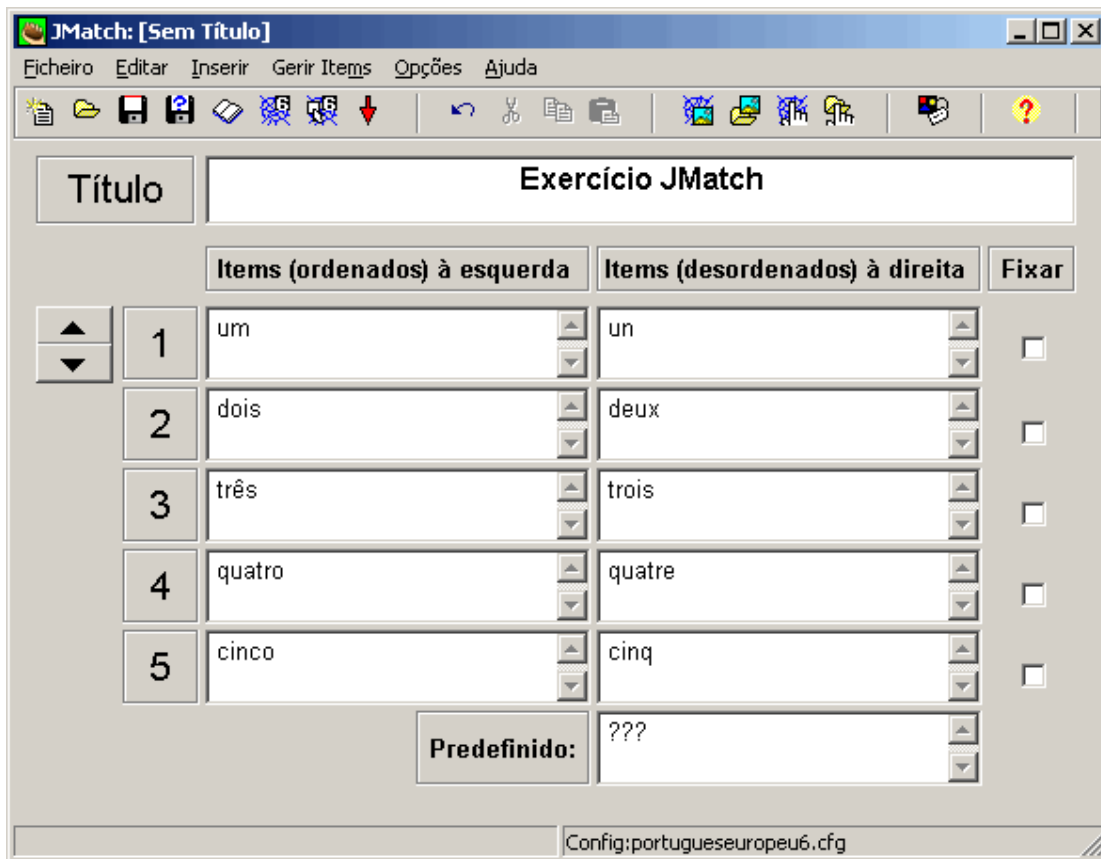 JMatch: [Sem Título]
Ficheiro Editar Inserir Gerir Items Opções Ajuda
Título Exercício JMatch
Items (ordenados) à esquerda Items (desordenados) à direita Fixar
1 um un
2 dois deux
3 três trois
4 quatro quatre
5 cinco cinq
Predefinido: ???
Config:portugueseuropeu6.cfg